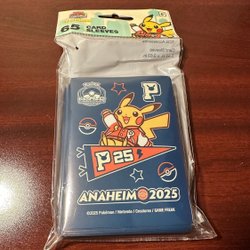 65 CARD
SLEEVES
P
P25
ANAHEIM 2025
©2025 Pokémon / Nintendo / Creatures / GAME FREAK